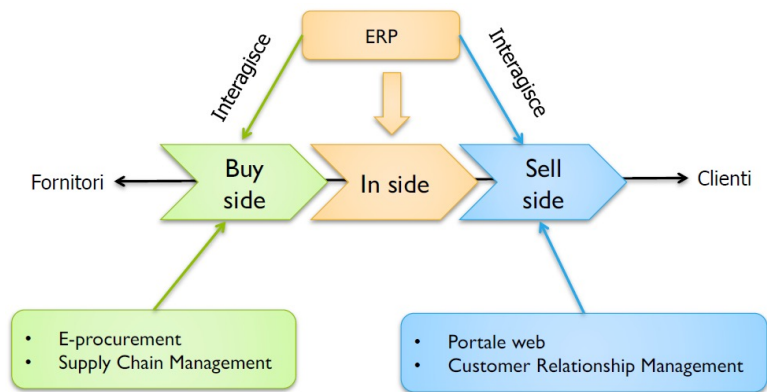 ERP
Interagisce
Interagisce
Fornitori
Buy
side
In side
Sell
side
Clienti
• E-procurement
• Supply Chain Management
• Portale web
• Customer Relationship Management